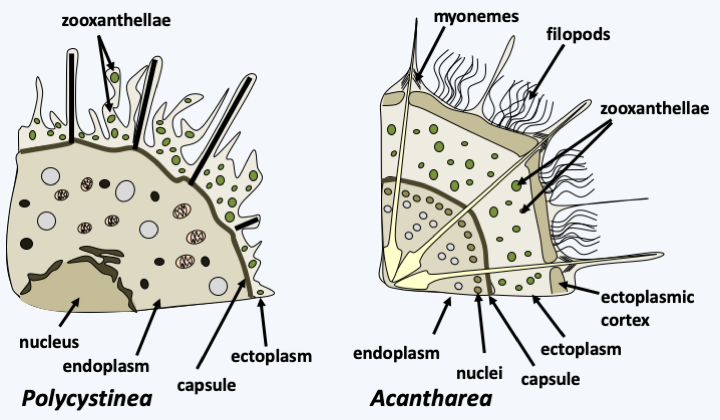 zooxanthellae
nucleus
endoplasm
capsule
ectoplasm
Polycystinea
myonemes
filopods
zooxanthellae
ectoplasmic
cortex
ectoplasm
capsule
nuclei
endoplasm
Acantharea